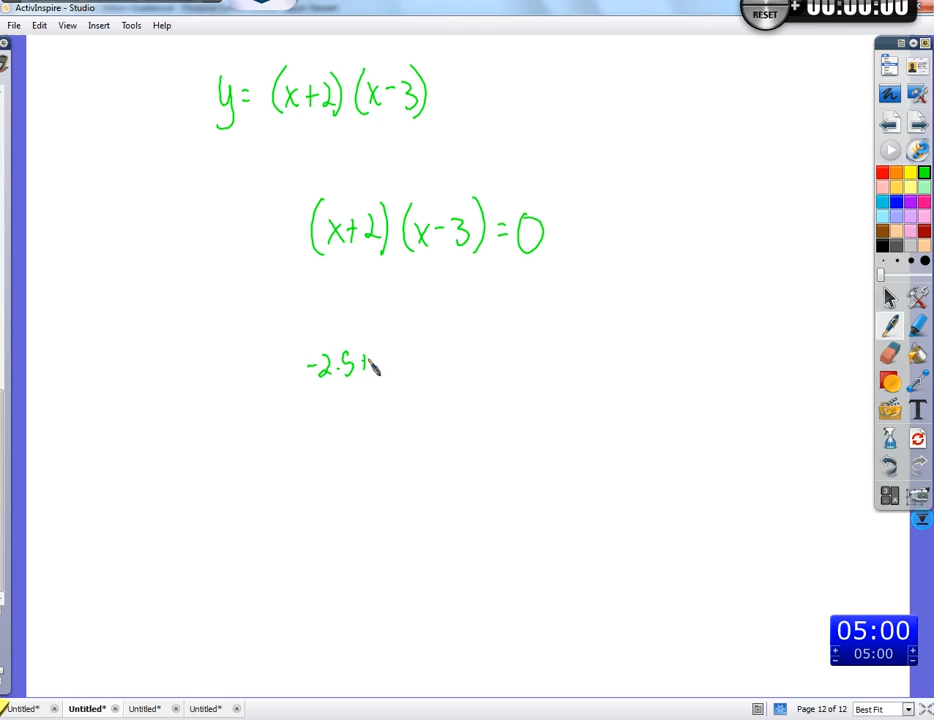 ActivInspire - Studio
RESET
00:00:00
File Edit View Insert Tools Help
y= (x+2) (x-3)
(x+2) (x-3) = 0
-2.5+
05:00
05:00
Untitled* Untitled* Untitled* Untitled*
Page 12 of 12 Best Fit